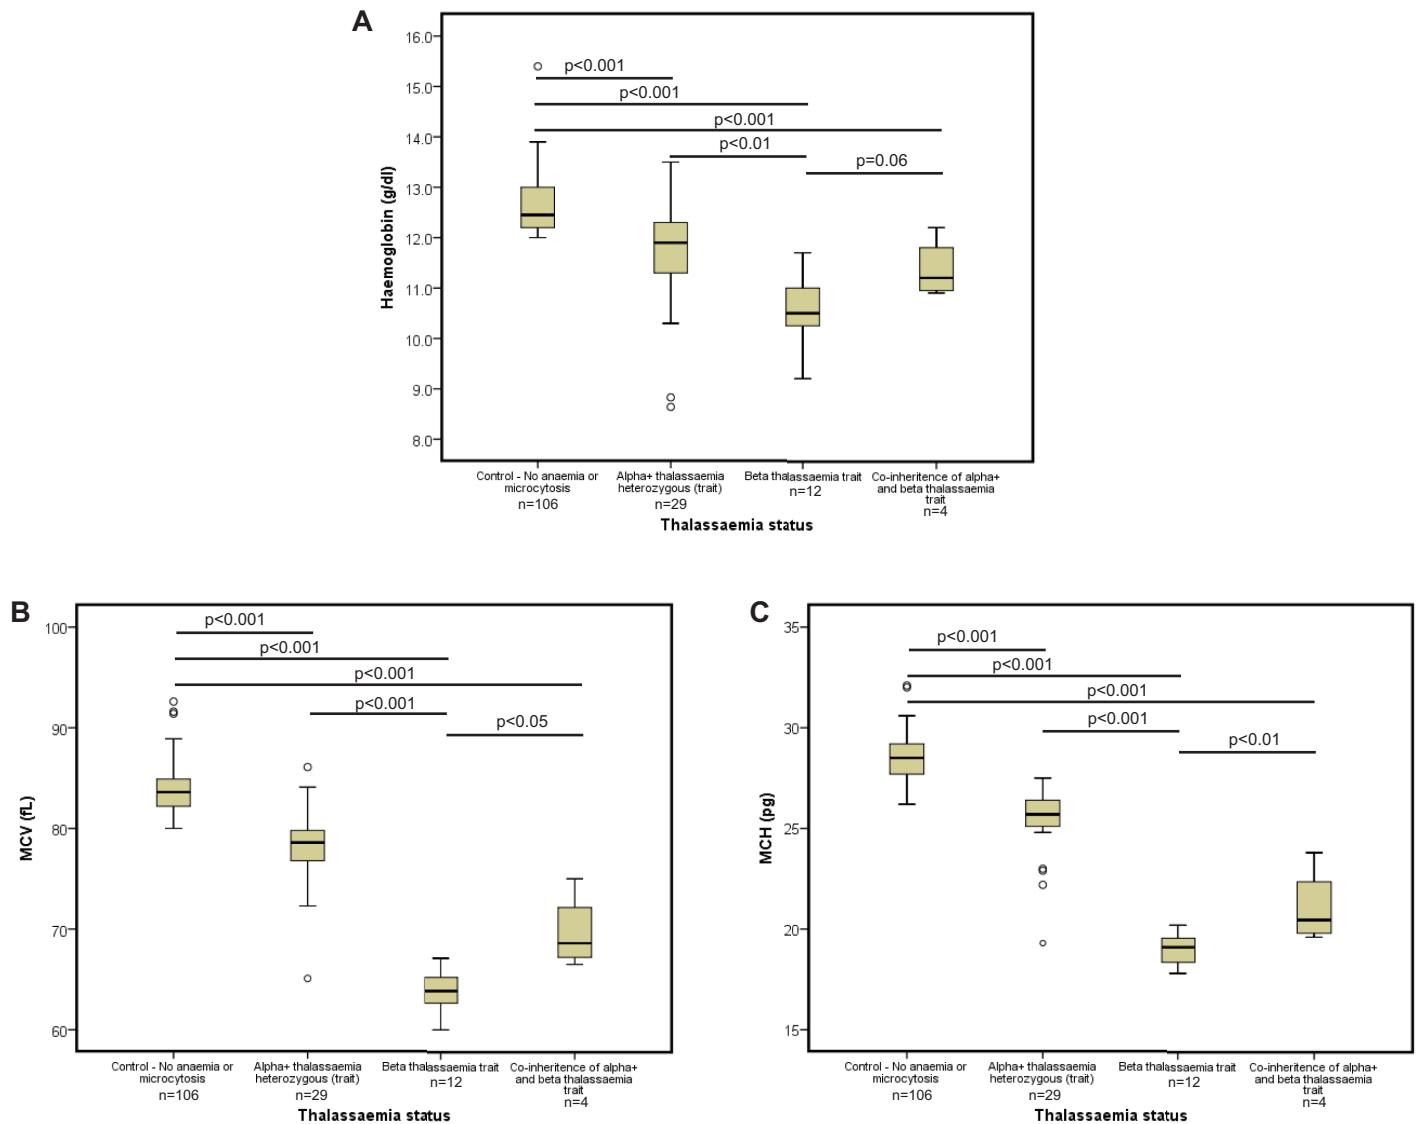 A
16.0
15.0
14.0
13.0
12.0
11.0
10.0
9.0
8.0
Haemoglobin (g/dl)
p<0.001
p<0.001
p<0.001
p<0.01
p=0.06
Control - No anaemia or
microcytosis
n=106
Alpha+ thalassaemia
heterozygous (trait)
n=29
Beta thalassaemia trait
n=12
Co-inheritence of alpha+
and beta thalassaemia
trait
n=4
Thalassaemia status
B
100
90
80
70
60
MCV (fL)
p<0.001
p<0.001
p<0.001
p<0.001
p<0.05
Control - No anaemia or
microcytosis
n=106
Alpha+ thalassaemia
heterozygous (trait)
n=29
Beta thalassaemia trait
n=12
Co-inheritence of alpha+
and beta thalassaemia
trait
n=4
Thalassaemia status
C
35
30
25
20
15
MCH (pg)
p<0.001
p<0.001
p<0.001
p<0.001
p<0.01
Control - No anaemia or
microcytosis
n=106
Alpha+ thalassaemia
heterozygous (trait)
n=29
Beta thalassaemia trait
n=12
Co-inheritence of alpha+
and beta thalassaemia
trait
n=4
Thalassaemia status